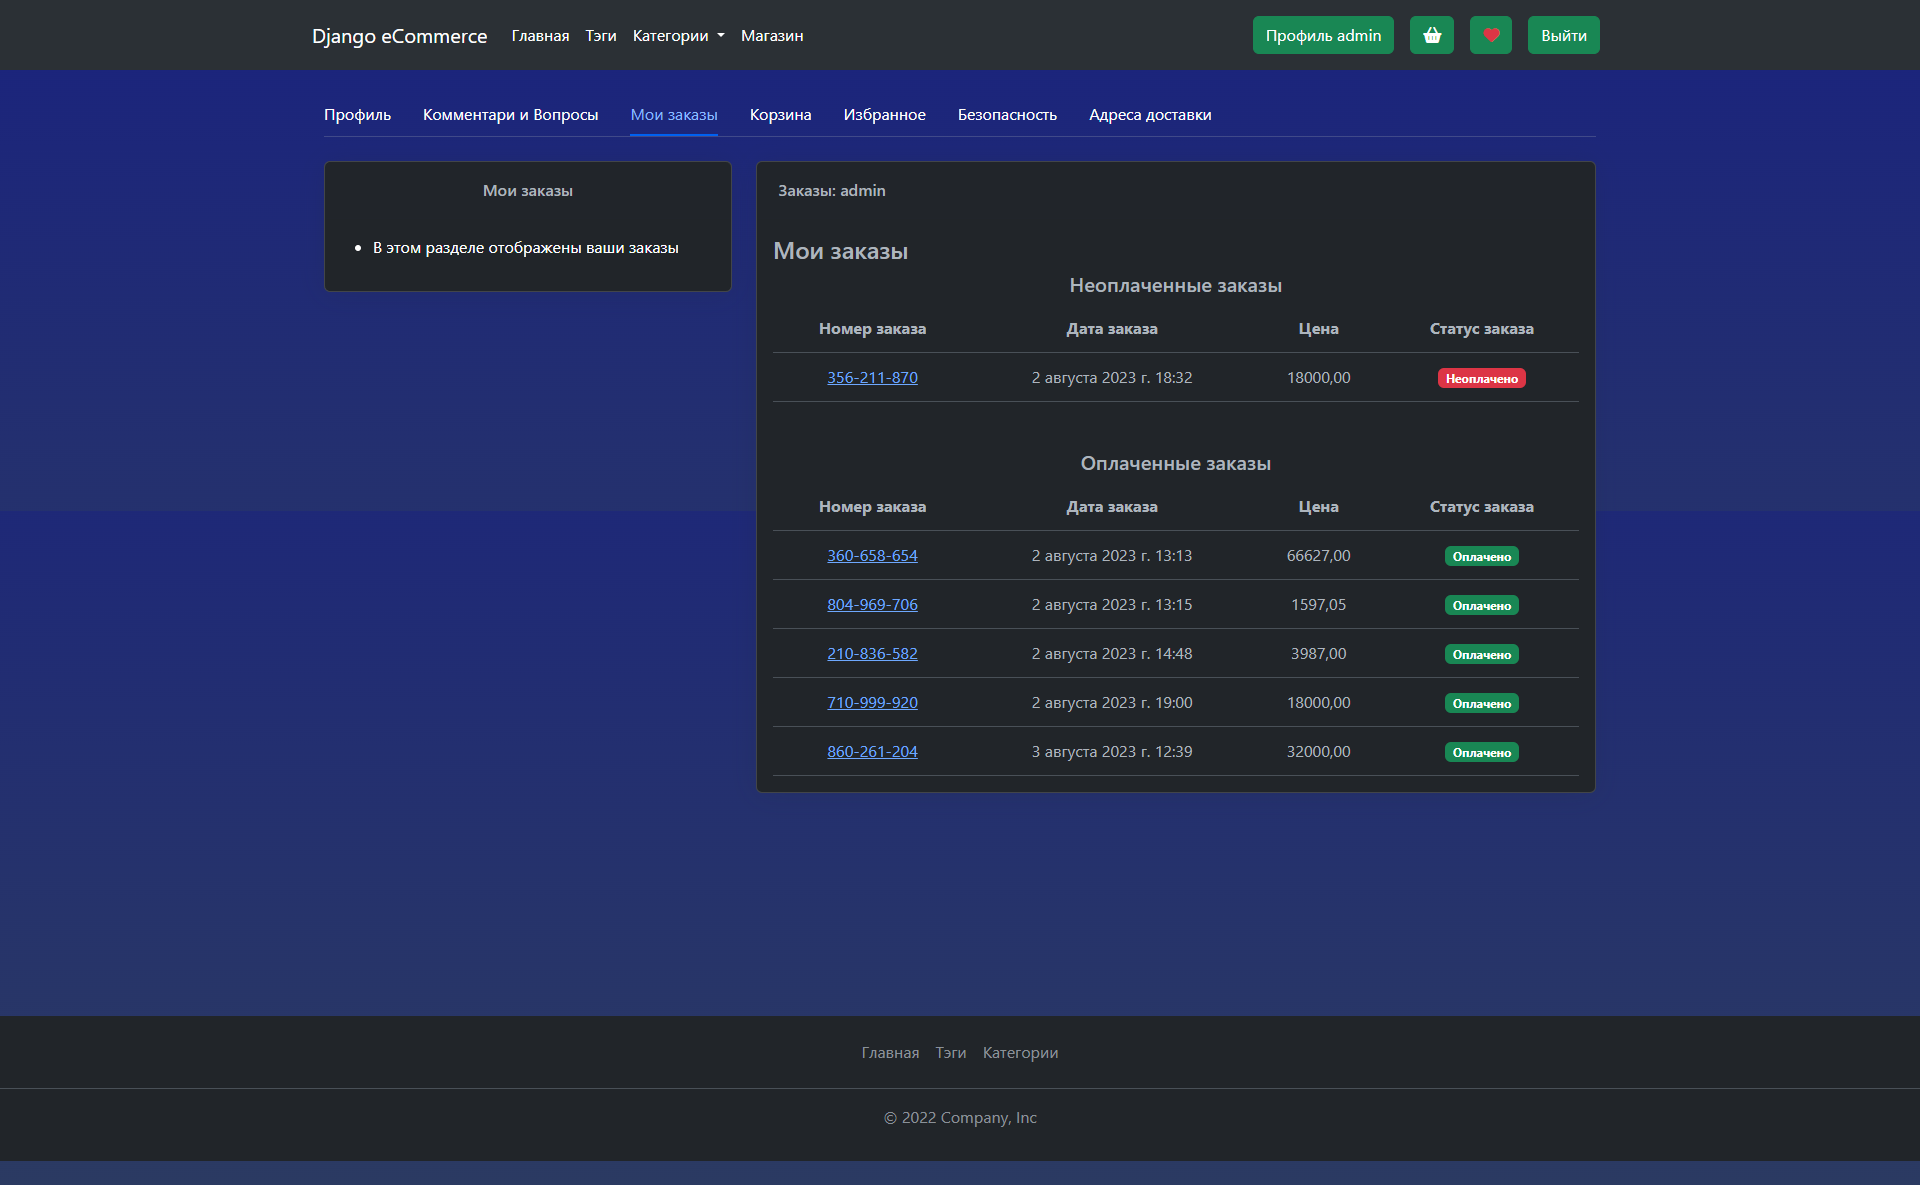 Django eCommerce Главная Тэги Категории Магазин Профиль admin Выйти
Профиль Комментари и Вопросы Мои заказы Корзина Избранное Безопасность Адреса доставки
Мои заказы
В этом разделе отображены ваши заказы
Заказы: admin
Мои заказы
Неоплаченные заказы
Номер заказа Дата заказа Цена Статус заказа
356-211-870 2 августа 2023 г. 18:32 18000,00 Неоплачено
Оплаченные заказы
Номер заказа Дата заказа Цена Статус заказа
360-658-654 2 августа 2023 г. 13:13 66627,00 Оплачено
804-969-706 2 августа 2023 г. 13:15 1597,05 Оплачено
210-836-582 2 августа 2023 г. 14:48 3987,00 Оплачено
710-999-920 2 августа 2023 г. 19:00 18000,00 Оплачено
860-261-204 3 августа 2023 г. 12:39 32000,00 Оплачено
Главная Тэги Категории
© 2022 Company, Inc